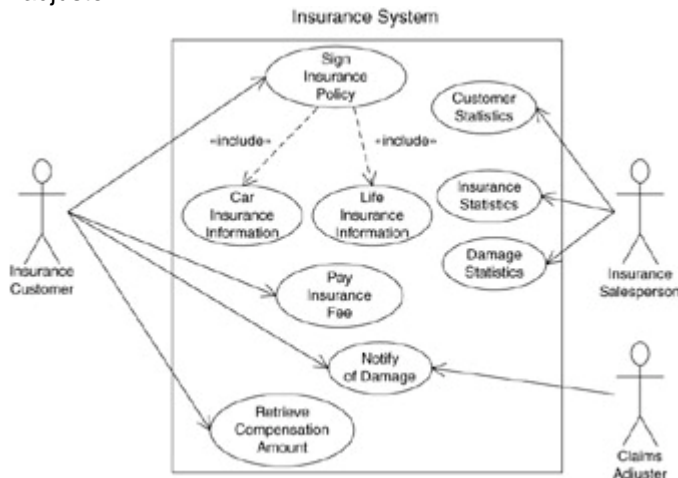 Insurance System
Sign
Insurance
Policy
Customer
Statistics
«include»
«include»
Car
Insurance
Information
Life
Insurance
Information
Insurance
Statistics
Damage
Statistics
Insurance
Customer
Insurance
Salesperson
Pay
Insurance
Fee
Notify
of Damage
Retrieve
Compensation
Amount
Claims
Adjuster